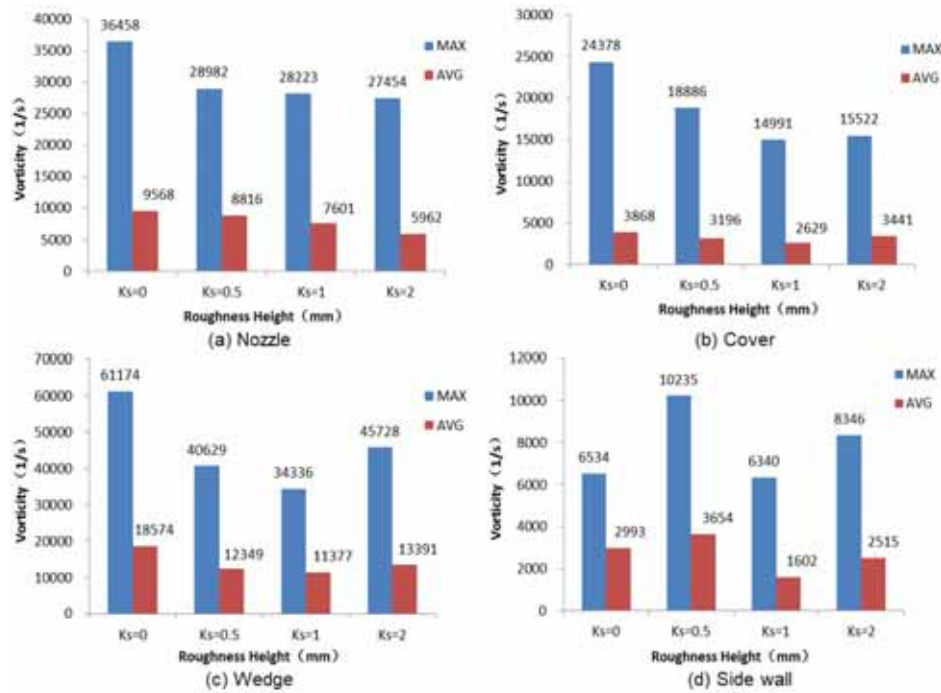 40000
35000
30000
25000
20000
15000
10000
5000
0
Vorticity（1/s）
36458
28982
28223
27454
9568
8816
7601
5962
MAX
AVG
Ks=0 Ks=0.5 Ks=1 Ks=2
Roughness Height（mm）
(a) Nozzle
30000
25000
20000
15000
10000
5000
0
Vorticity（1/s）
24378
18886
14991
15522
3868
3196
2629
3441
MAX
AVG
Ks=0 Ks=0.5 Ks=1 Ks=2
Roughness Height（mm）
(b) Cover
70000
60000
50000
40000
30000
20000
10000
0
Vorticity（1/s）
61174
40629
34336
45728
18574
12349
11377
13391
MAX
AVG
Ks=0 Ks=0.5 Ks=1 Ks=2
Roughness Height（mm）
(c) Wedge
12000
10000
8000
6000
4000
2000
0
Vorticity（1/s）
6534
10235
6340
8346
2993
3654
1602
2515
MAX
AVG
Ks=0 Ks=0.5 Ks=1 Ks=2
Roughness Height（mm）
(d) Side wall